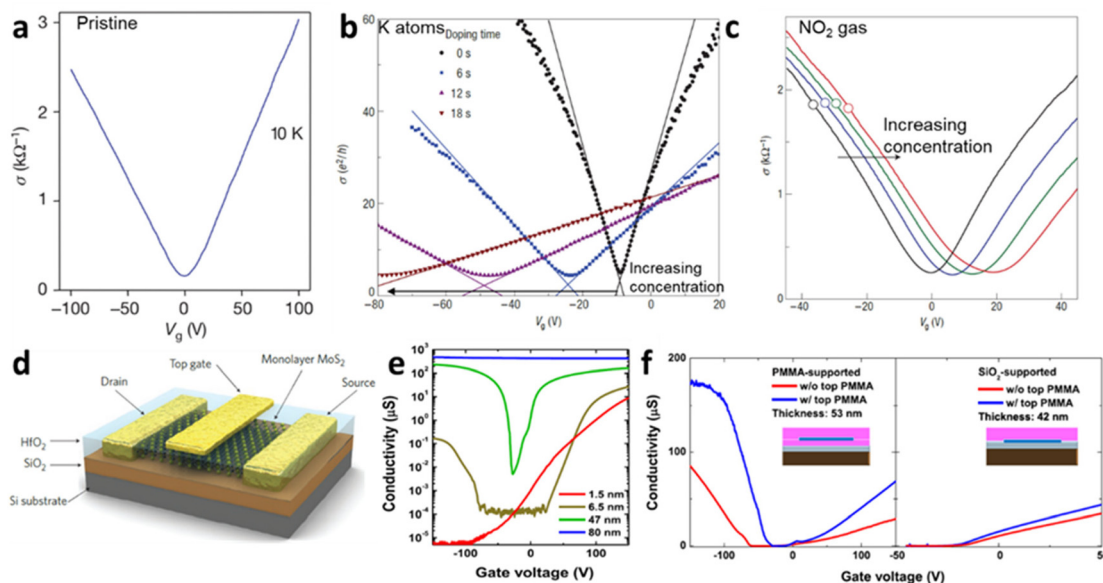 a
Pristine
3
2
1
0
σ (kΩ⁻¹)
10 K
−100
−50
0
50
100
Vg (V)
b
K atoms
Doping time
0 s
6 s
12 s
18 s
60
40
20
0
σ (e²/h)
Increasing
concentration
−80
−60
−40
−20
0
20
Vg (V)
c
NO₂ gas
Increasing
concentration
2
1
0
σ (kΩ⁻¹)
−40
−20
0
20
40
Vg (V)
d
Drain
Top gate
Monolayer MoS₂
Source
HfO₂
SiO₂
Si substrate
e
10³
10²
10¹
10⁰
10⁻¹
10⁻²
10⁻³
10⁻⁴
10⁻⁵
Conductivity (μS)
1.5 nm
6.5 nm
47 nm
80 nm
-100
0
100
Gate voltage (V)
f
200
100
0
Conductivity (μS)
PMMA-supported
w/o top PMMA
w/ top PMMA
Thickness: 53 nm
SiO₂-supported
w/o top PMMA
w/ top PMMA
Thickness: 42 nm
-100
0
-50
0
5
Gate voltage (V)